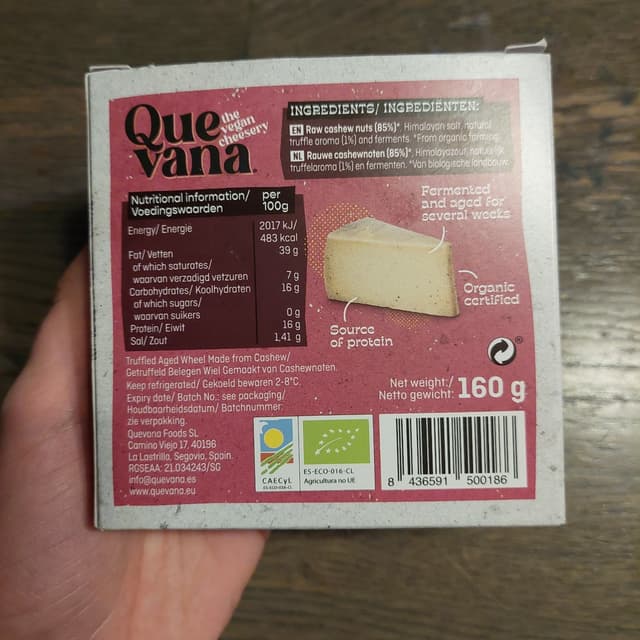 Que
vana
the
vegan
cheesery
INGREDIENTS/ INGREDIËNTEN:
EN Raw cashew nuts (85%)*, Himalayan salt, natural
truffle aroma (1%) and ferments. *From organic farming.
NL Rauwe cashewnoten (85%)*, Himalayazout, natuurlijk
truffelaroma (1%) en fermenten. *Van biologische landbouw.
Nutritional information/ per
Voedingswaarden 100g
Energy/ Energie 2017 kJ/
483 kcal
Fat/ Vetten 39 g
of which saturates/
waarvan verzadigd vetzuren 7 g
Carbohydrates/ Koolhydraten 16 g
of which sugars/
waarvan suikers 0 g
Protein/ Eiwit 16 g
Sal/ Zout 1,41 g
Fermented
and aged for
several weeks
Organic
certified
Source
of protein
Truffled Aged Wheel Made from Cashew/
Getruffeld Belegen Wiel Gemaakt van Cashewnoten.
Keep refrigerated/ Gekoeld bewaren 2-8°C.
Expiry date/ Batch No.: see packaging/
Houdbaarheidsdatum/ Batchnummer:
zie verpakking.
Quevana Foods SL
Camino Viejo 17, 40196
La Lastrilla, Segovia, Spain.
RGSEAA: 21.034243/SG
info@quevana.es
www.quevana.eu
Net weight:/
Netto gewicht: 160 g
CAECyL
ES-ECO-016-CL
ES-ECO-016-CL
Agricultura no UE
8 436591 500186